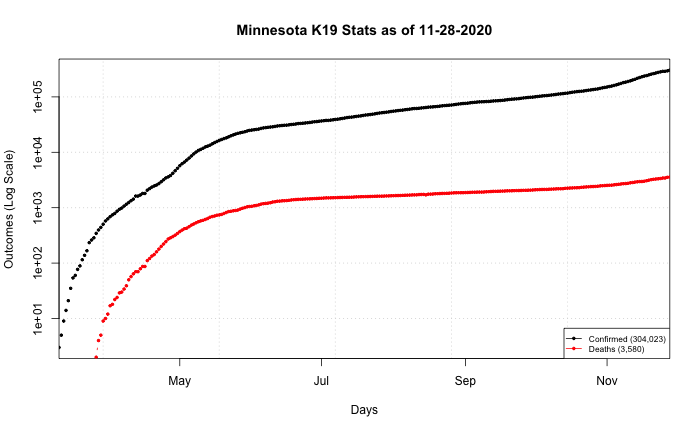 Minnesota K19 Stats as of 11-28-2020
Outcomes (Log Scale)
1e+05
1e+04
1e+03
1e+02
1e+01
Confirmed (304,023)
Deaths (3,580)
May
Jul
Sep
Nov
Days